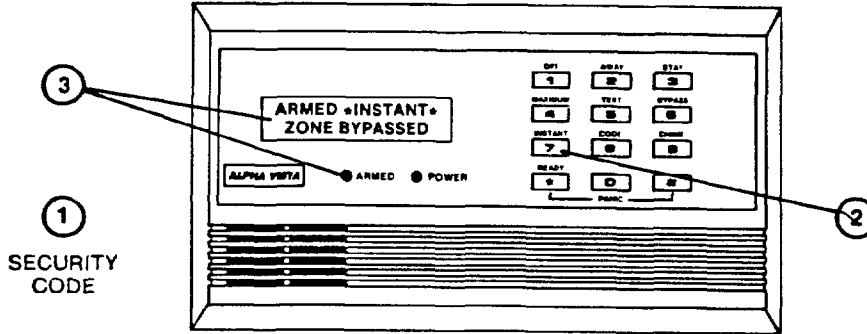 3
ARMED *INSTANT*
ZONE BYPASSED
ALPHA VISTA
ARMED
POWER
OFF AWAY STAY
1 2 3
MAXIMUM TEST BYPASS
4 5 6
INSTANT CODE CHIME
7 8 9
READY
* 0 #
PANIC
1
SECURITY
CODE
2